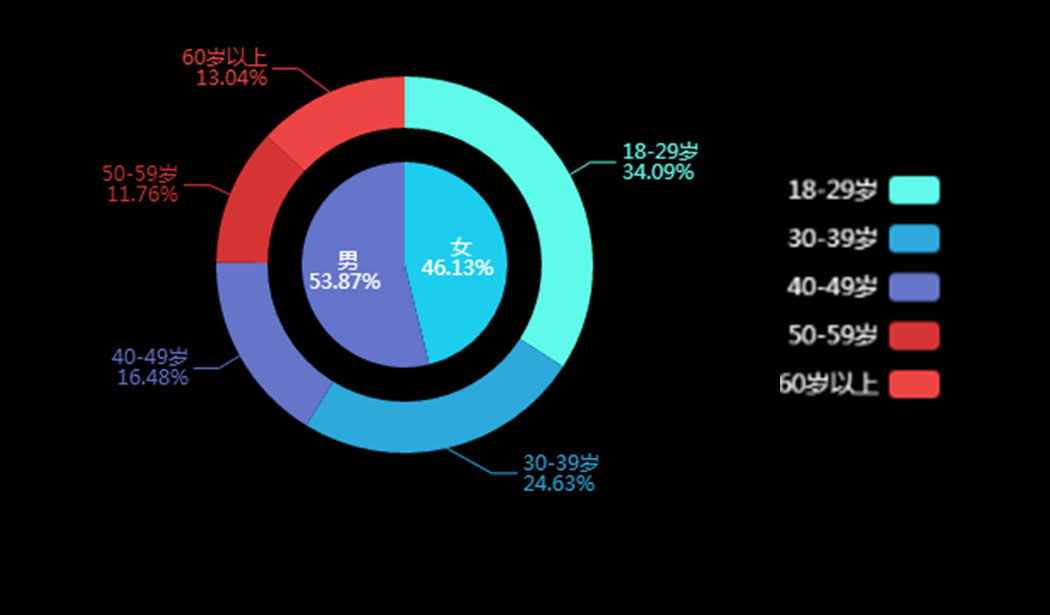 60岁以上
13.04%
18-29岁
34.09%
50-59岁
11.76%
女
46.13%
男
53.87%
40-49岁
16.48%
30-39岁
24.63%
18-29岁
30-39岁
40-49岁
50-59岁
60岁以上